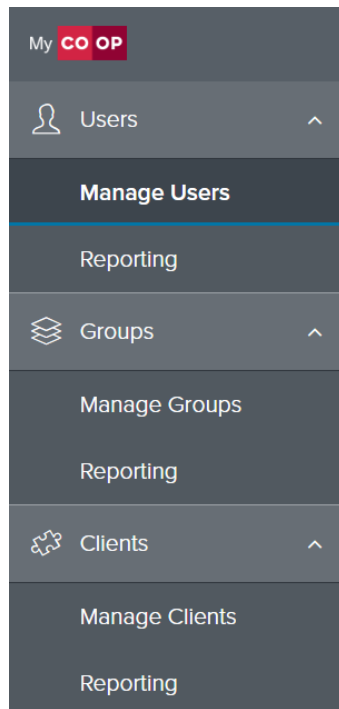 My CO OP
Users
Manage Users
Reporting
Groups
Manage Groups
Reporting
Clients
Manage Clients
Reporting